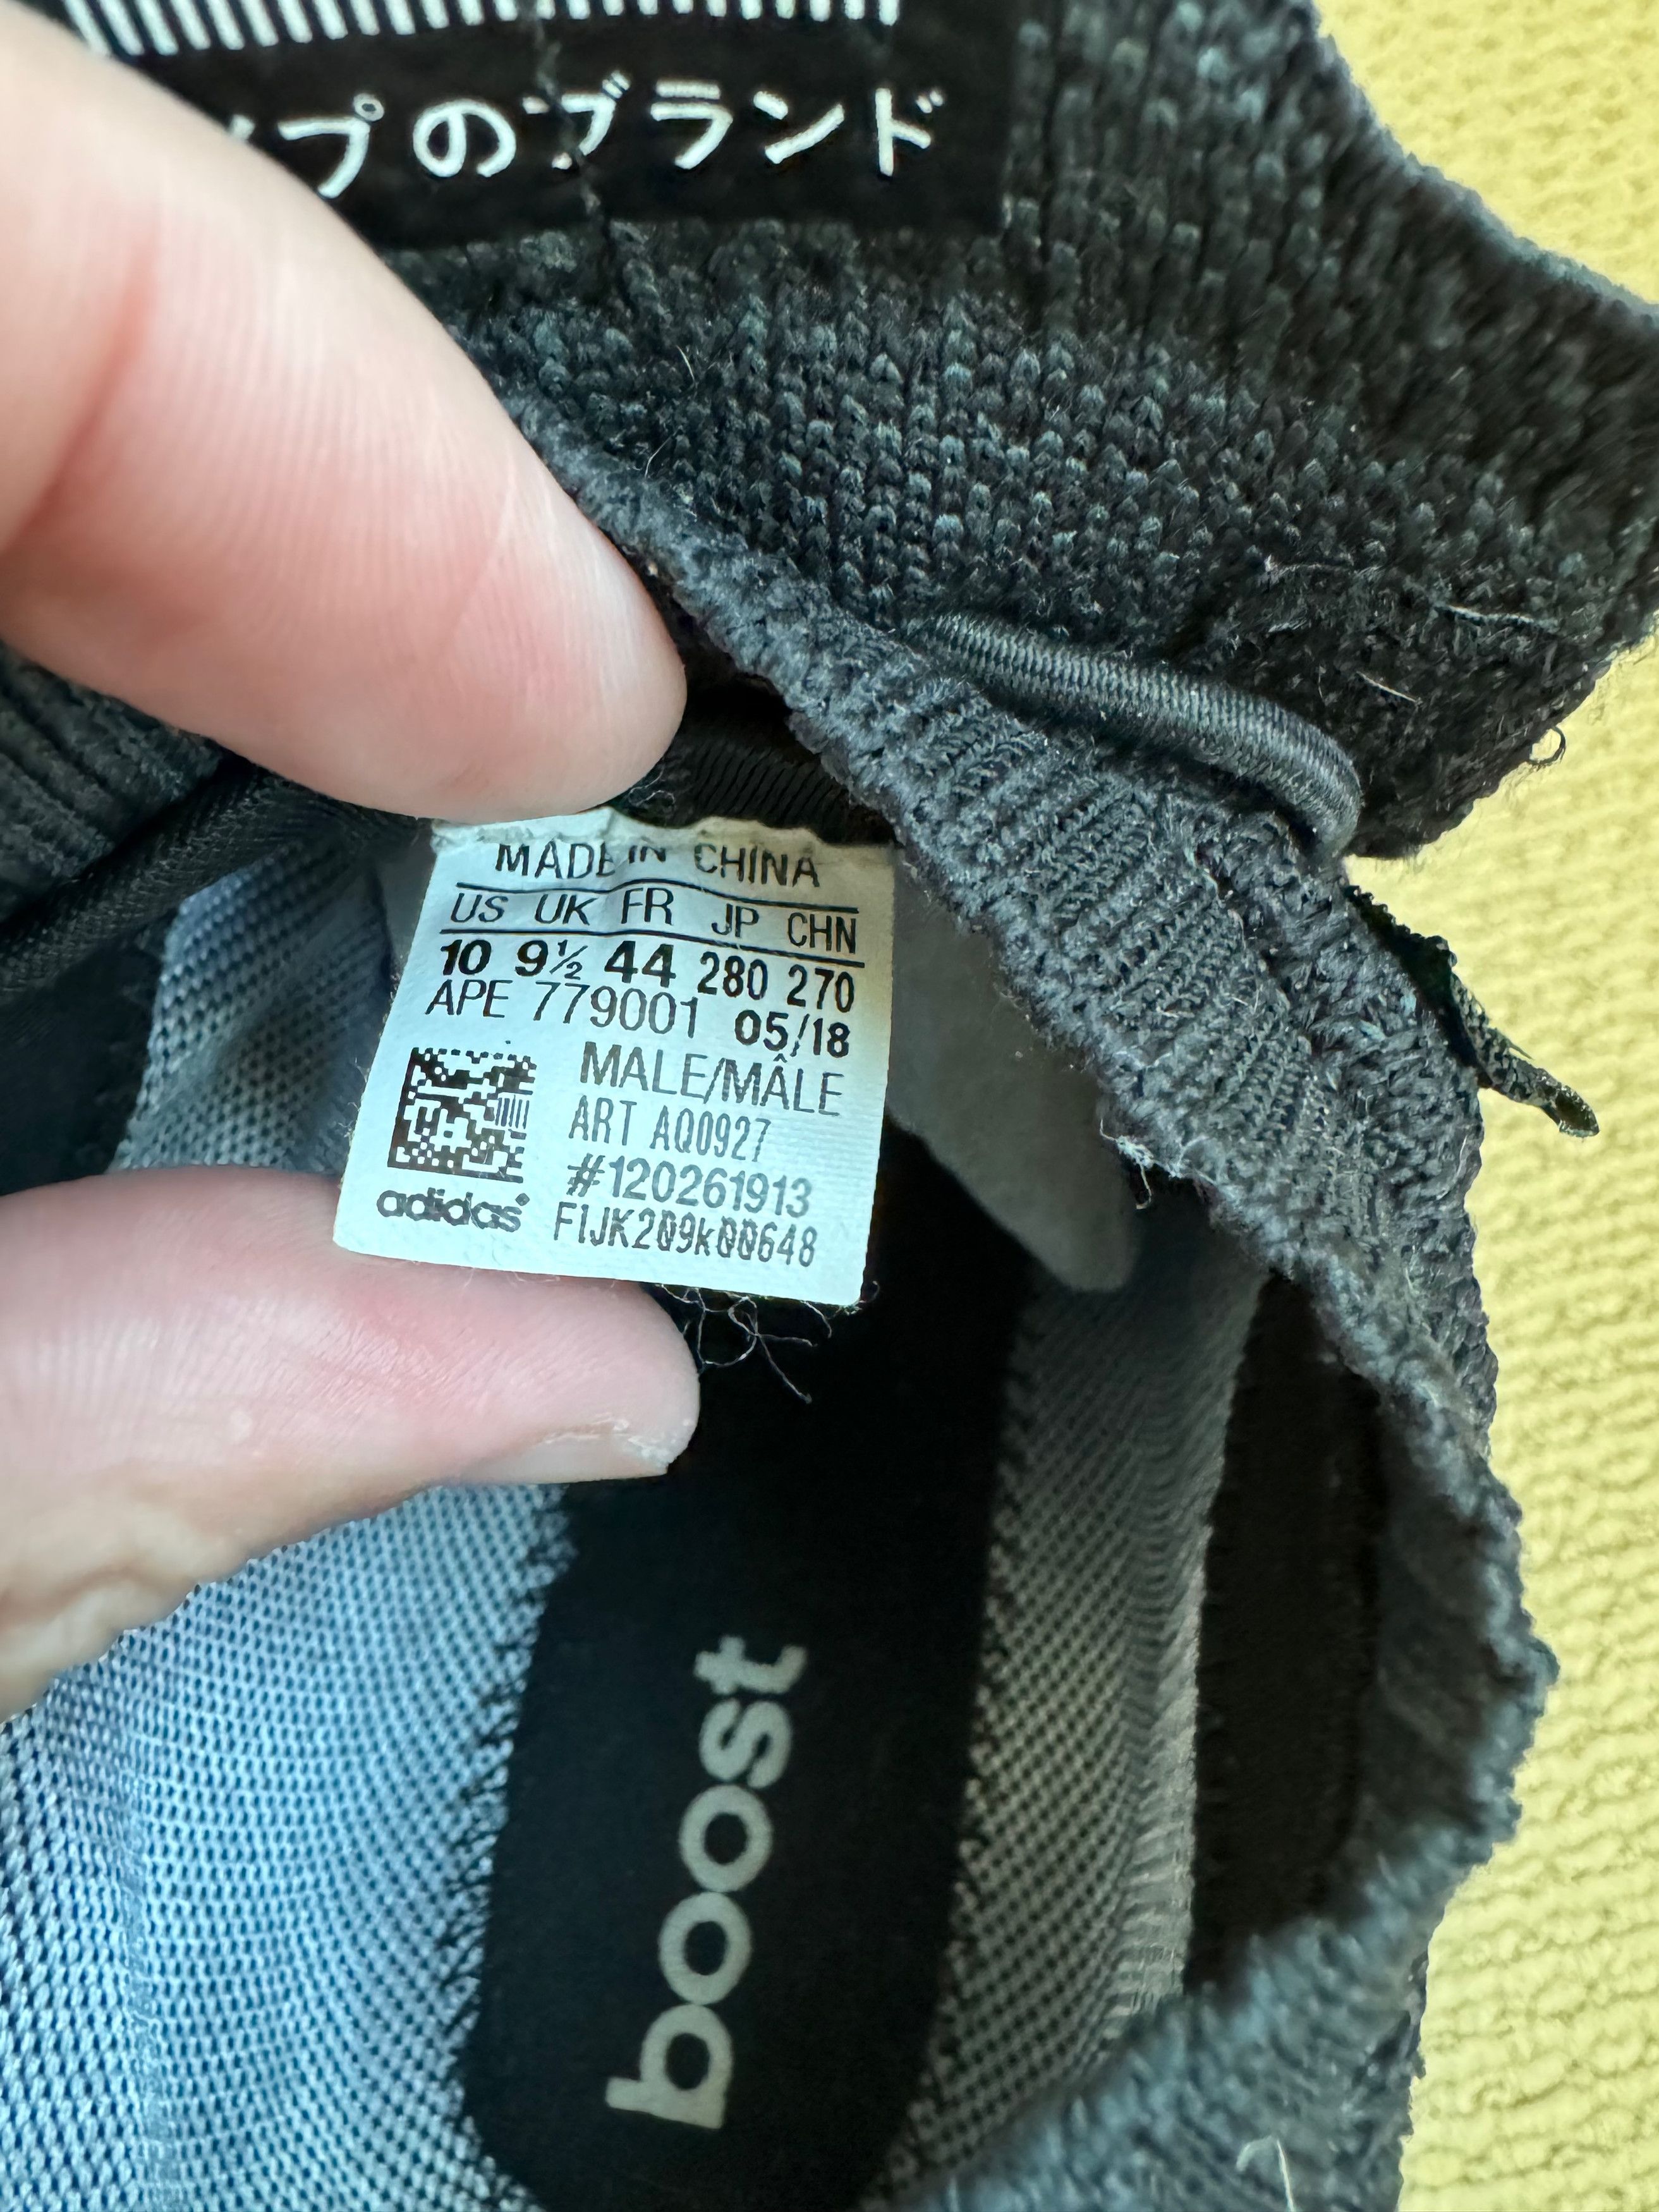 プのブランド
MADE IN CHINA
US UK FR JP CHN
10 9½ 44 280 270
APE 779001 05/18
MALE/MÂLE
ART AQ0927
#120261913
adidas
F1JK209k00648
boost